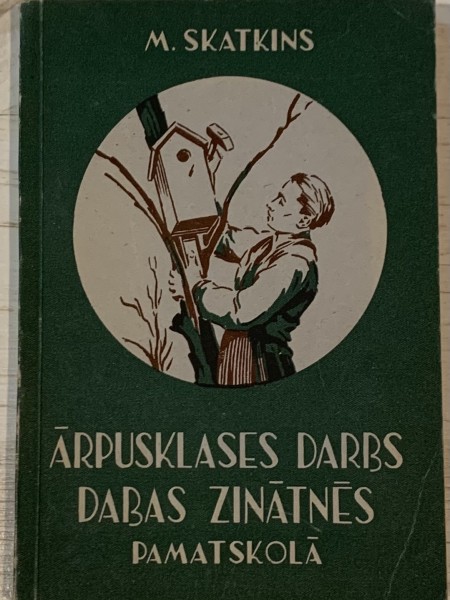 M. SKATKINS
ĀRPUSKLASES DARBS
DABAS ZINĀTNĒS
PAMATSKOLĀ